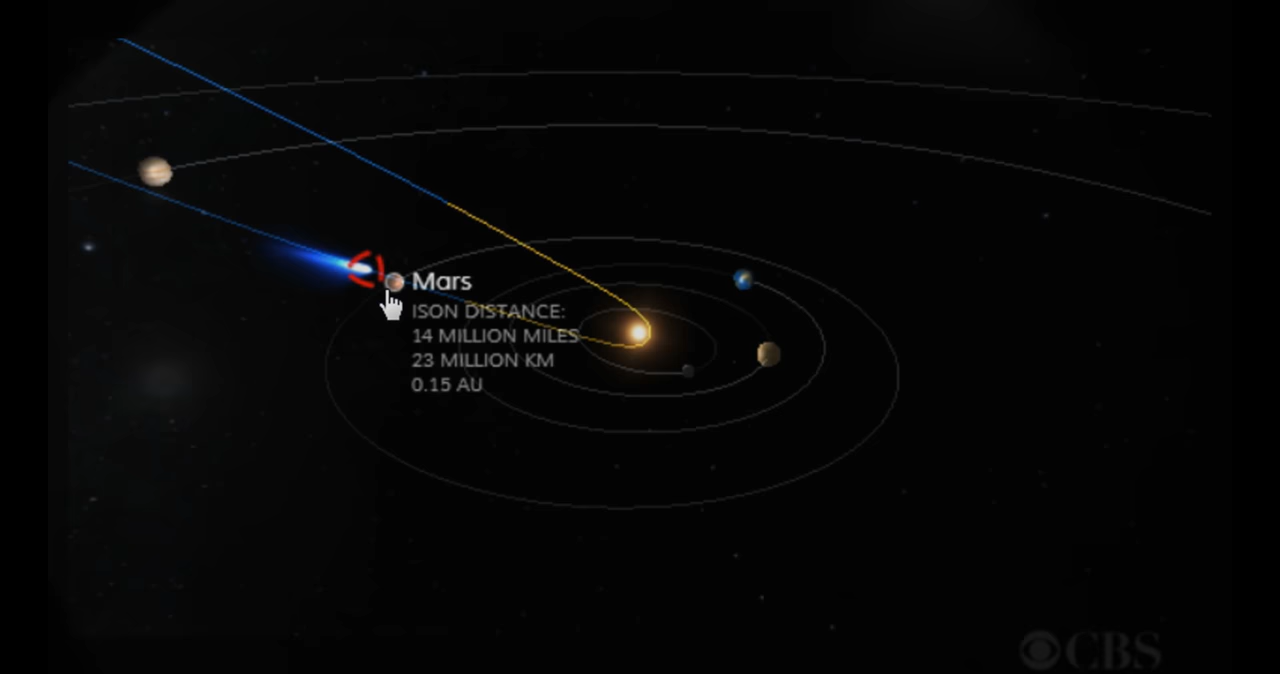 Mars
ISON DISTANCE:
14 MILLION MILES
23 MILLION KM
0.15 AU
CBS